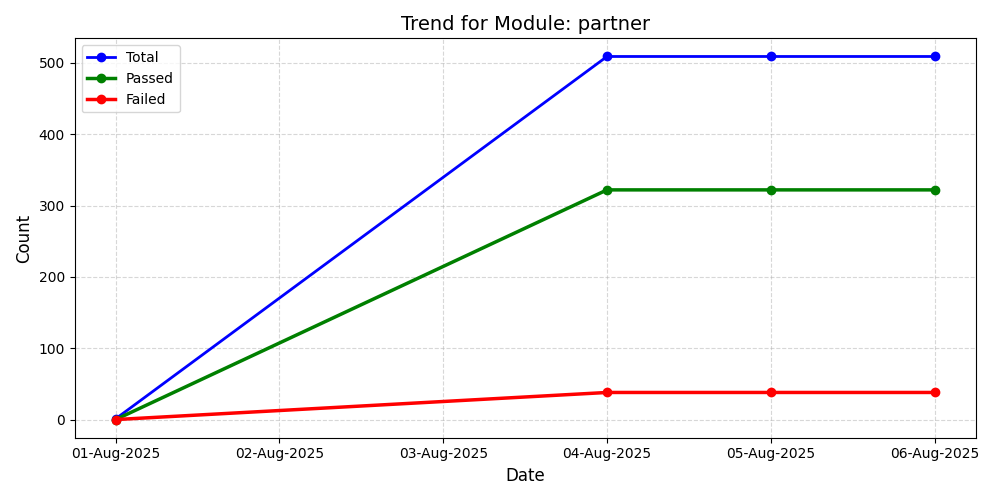 Trend for Module: partner
Total
Passed
Failed
500
400
300
200
100
0
Count
01-Aug-2025 02-Aug-2025 03-Aug-2025 04-Aug-2025 05-Aug-2025 06-Aug-2025
Date